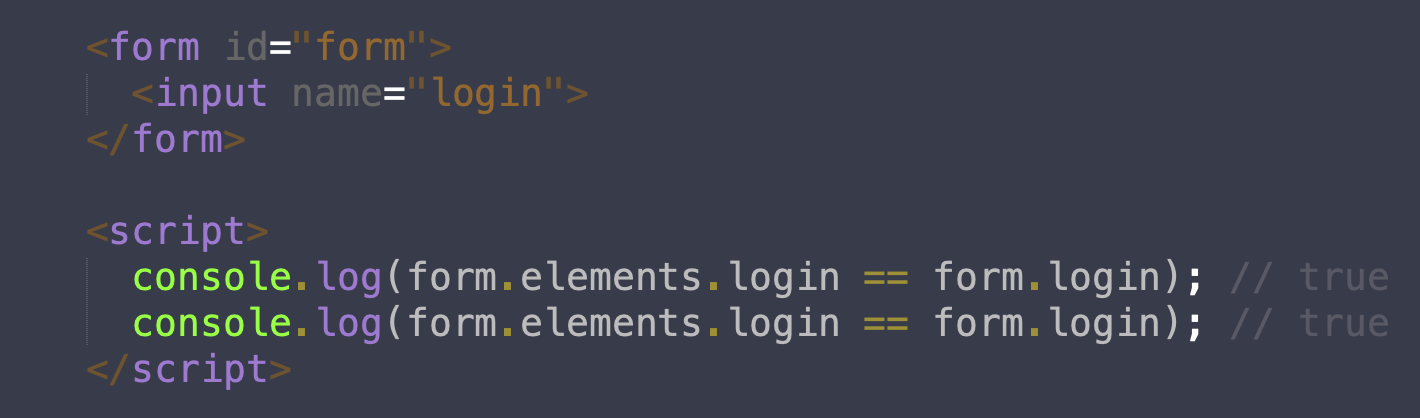 <form id="form">
<input name="login">
</form>
<script>
console.log(form.elements.login == form.login); // true
console.log(form.elements.login == form.login); // true
</script>